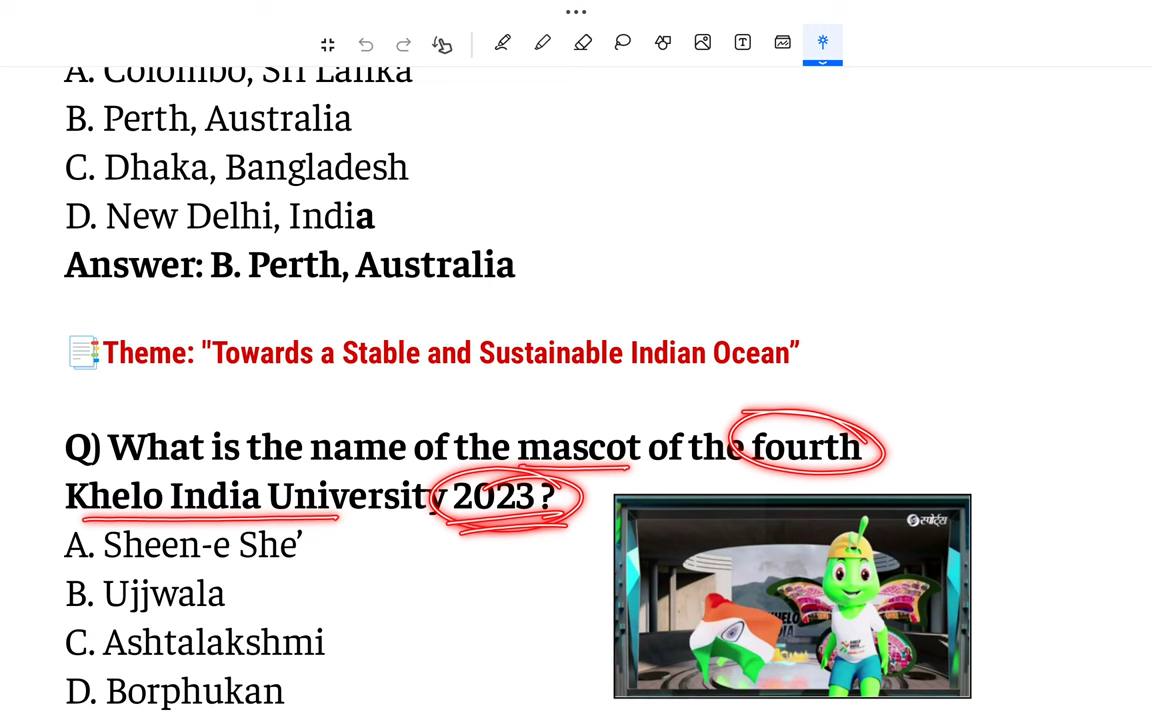 A. Colombo, Sri Lanka
B. Perth, Australia
C. Dhaka, Bangladesh
D. New Delhi, India
Answer: B. Perth, Australia
Theme: "Towards a Stable and Sustainable Indian Ocean”
Q) What is the name of the mascot of the fourth
Khelo India University 2023?
A. Sheen-e She’
B. Ujjwala
C. Ashtalakshmi
D. Borphukan
स्पोर्ट्स